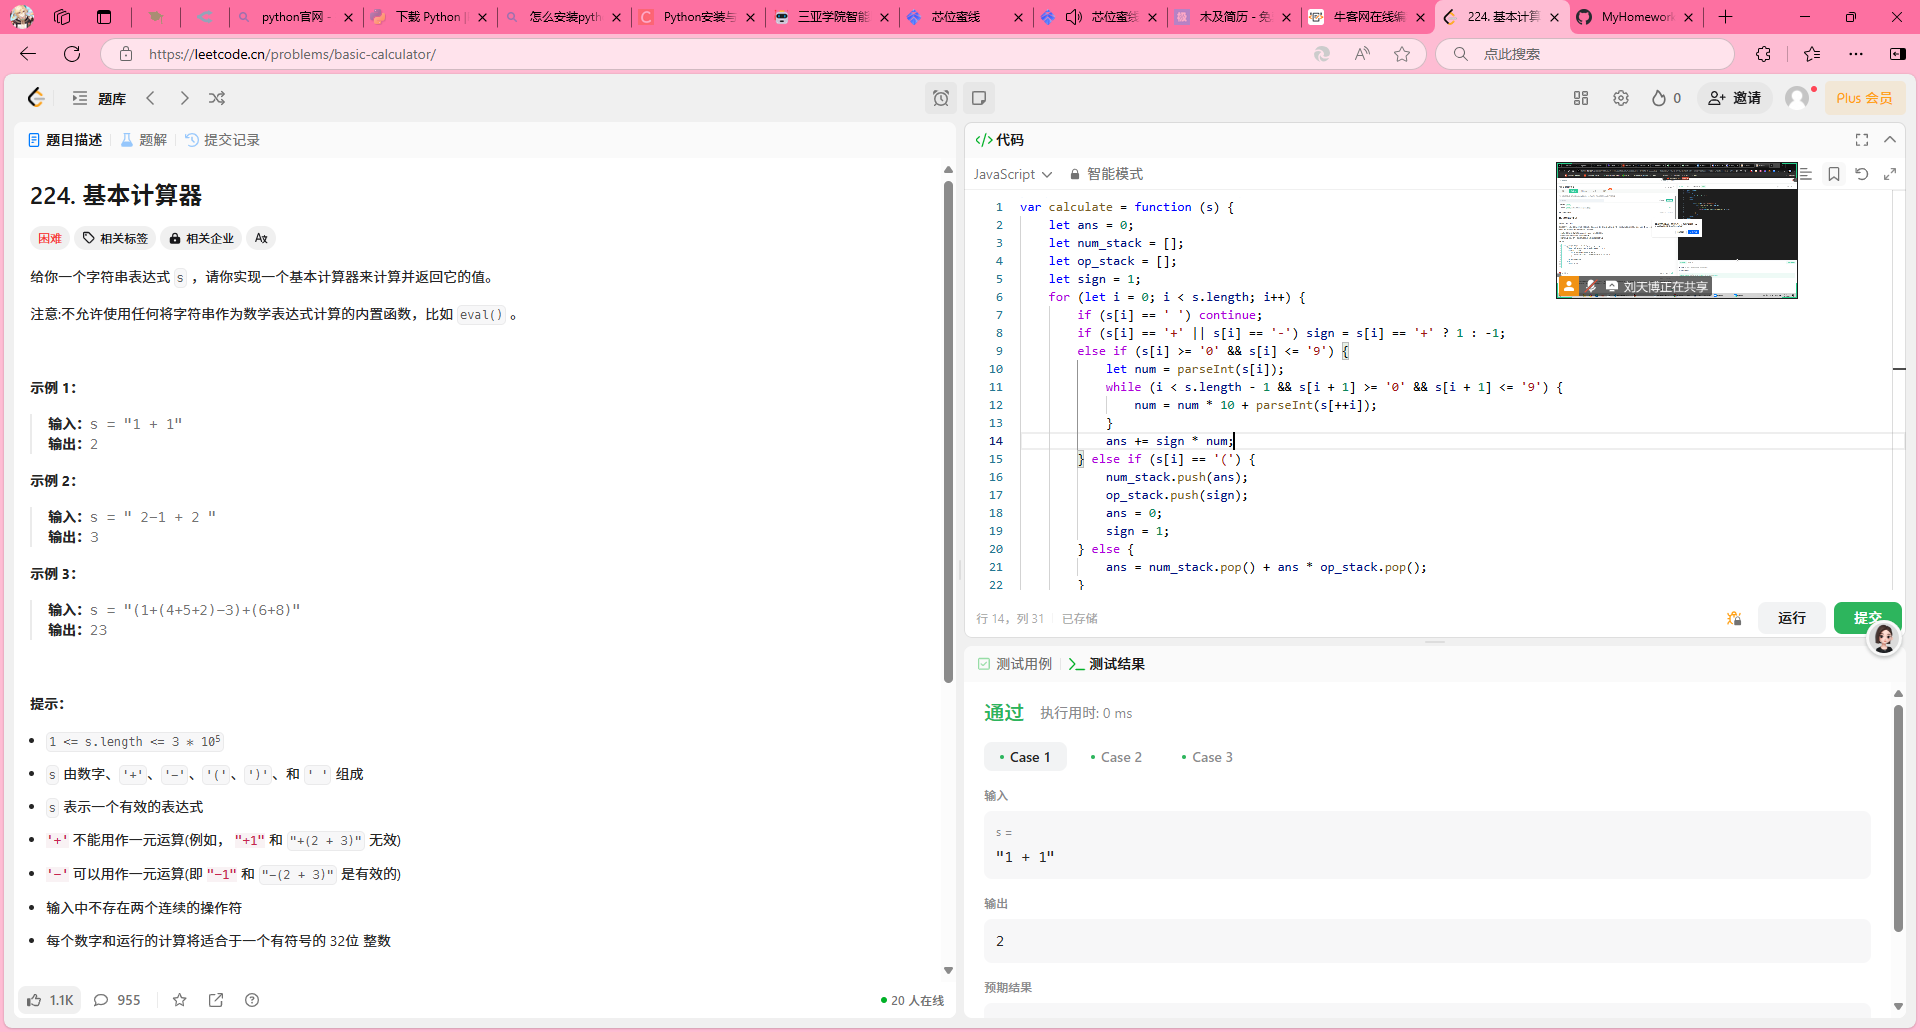 python官网 -
下载 Python |
怎么安装pyth
Python安装与
三亚学院智能
芯位蜜线
芯位蜜线
木及简历 - 免
牛客网在线编
224. 基本计算
MyHomework
https://leetcode.cn/problems/basic-calculator/
点此搜索
题库
0
邀请
Plus 会员
题目描述
题解
提交记录
224. 基本计算器
困难
相关标签
相关企业
给你一个字符串表达式 s ，请你实现一个基本计算器来计算并返回它的值。
注意:不允许使用任何将字符串作为数学表达式计算的内置函数，比如 eval() 。
示例 1：
输入：s = "1 + 1"
输出：2
示例 2：
输入：s = " 2-1 + 2 "
输出：3
示例 3：
输入：s = "(1+(4+5+2)-3)+(6+8)"
输出：23
提示：
1 <= s.length <= 3 * 10⁵
s 由数字、'+'、'-'、'('、')'、和 ' ' 组成
s 表示一个有效的表达式
'+' 不能用作一元运算(例如， "+1" 和 "+(2 + 3)" 无效)
'-' 可以用作一元运算(即 "-1" 和 "-(2 + 3)" 是有效的)
输入中不存在两个连续的操作符
每个数字和运行的计算将适合于一个有符号的 32位 整数
1.1K
955
20 人在线
</> 代码
JavaScript
智能模式
刘天博正在共享
1 var calculate = function (s) {
2 let ans = 0;
3 let num_stack = [];
4 let op_stack = [];
5 let sign = 1;
6 for (let i = 0; i < s.length; i++) {
7 if (s[i] == ' ') continue;
8 if (s[i] == '+' || s[i] == '-') sign = s[i] == '+' ? 1 : -1;
9 else if (s[i] >= '0' && s[i] <= '9') {
10 let num = parseInt(s[i]);
11 while (i < s.length - 1 && s[i + 1] >= '0' && s[i + 1] <= '9') {
12 num = num * 10 + parseInt(s[++i]);
13 }
14 ans += sign * num;
15 } else if (s[i] == '(') {
16 num_stack.push(ans);
17 op_stack.push(sign);
18 ans = 0;
19 sign = 1;
20 } else {
21 ans = num_stack.pop() + ans * op_stack.pop();
22 }
行 14，列 31
已存储
运行
提交
测试用例
测试结果
通过
执行用时: 0 ms
Case 1
Case 2
Case 3
输入
s =
"1 + 1"
输出
2
预期结果